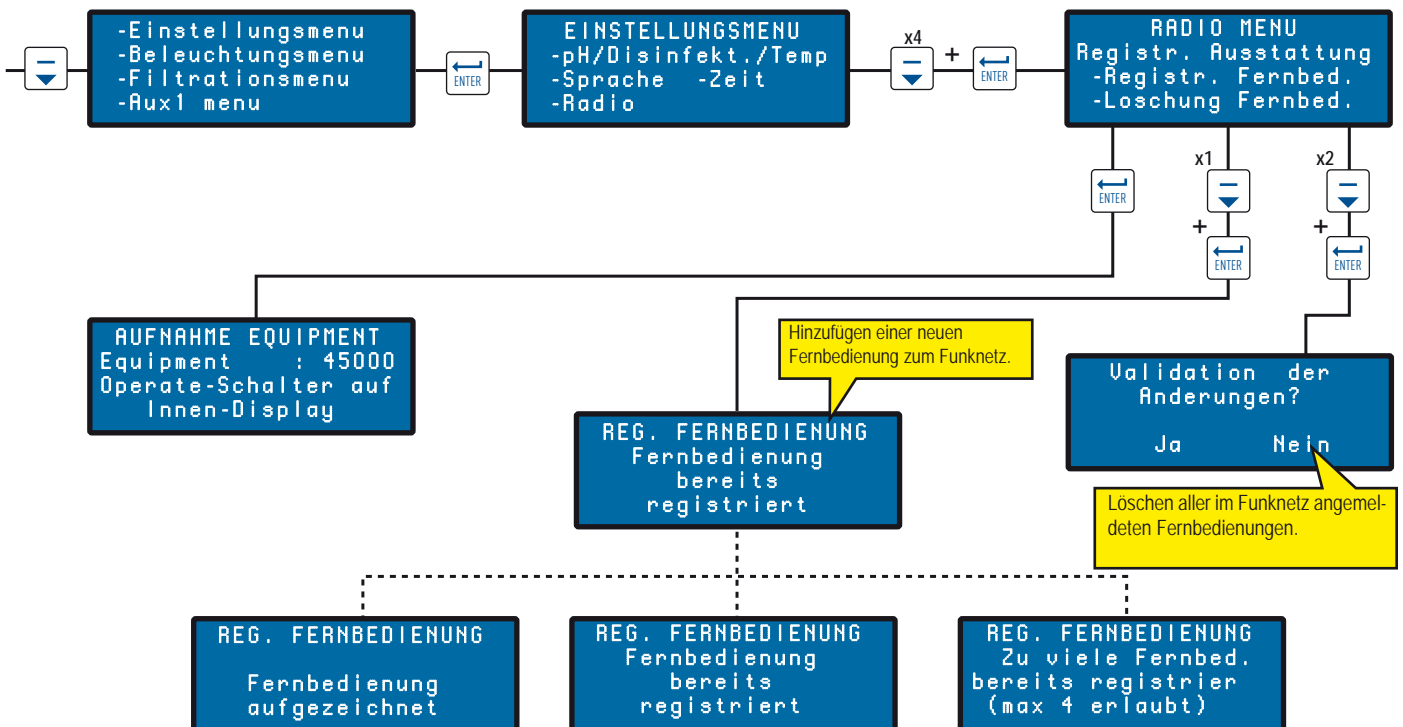 -Einstellungsmenu
-Beleuchtungsmenu
-Filtrationsmenu
-Aux1 menu
ENTER
EINSTELLUNGSMENU
-pH/Disinfekt./Temp
-Sprache -Zeit
-Radio
x4
+
ENTER
RADIO MENU
Registr. Ausstattung
-Registr. Fernbed.
-Loschung Fernbed.
ENTER
x1
+
ENTER
x2
+
ENTER
AUFNAHME EQUIPMENT
Equipment : 45000
Operate-Schalter auf
Innen-Display
Hinzufügen einer neuen
Fernbedienung zum Funknetz.
REG. FERNBEDIENUNG
Fernbedienung
bereits
registriert
Validation der
Anderungen?
Ja Nein
Löschen aller im Funknetz angemel-
deten Fernbedienungen.
REG. FERNBEDIENUNG
Fernbedienung
aufgezeichnet
REG. FERNBEDIENUNG
Fernbedienung
bereits
registriert
REG. FERNBEDIENUNG
Zu viele Fernbed.
bereits registrier
(max 4 erlaubt)